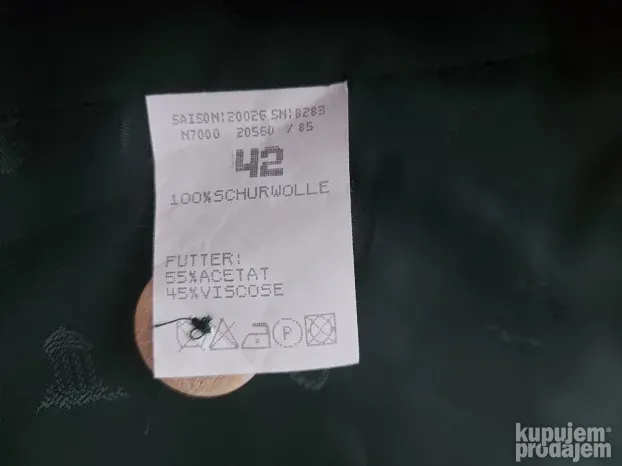 SAISON:20026 SN:8283
N7000 20560 /85
42
100%SCHURWOLLE
FUTTER:
55%ACETAT
45%VISCOSE
P
kupujem
prodajem